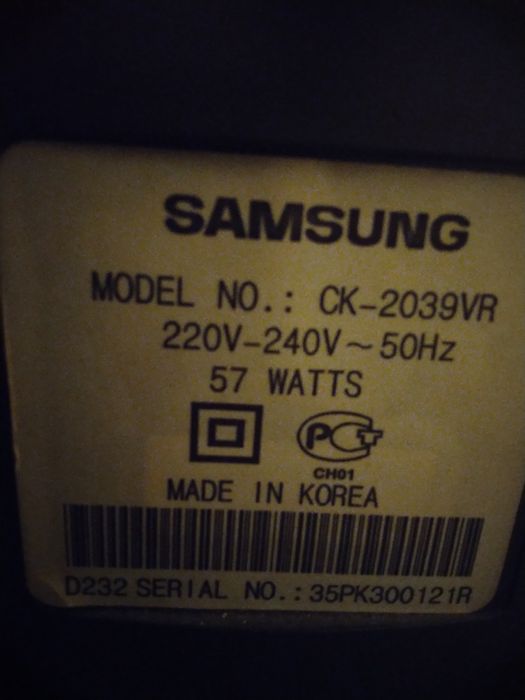 SAMSUNG
MODEL NO.: CK-2039VR
220V-240V~50Hz
57 WATTS
PCT
CH01
MADE IN KOREA
D232 SERIAL NO.: 35PK300121R